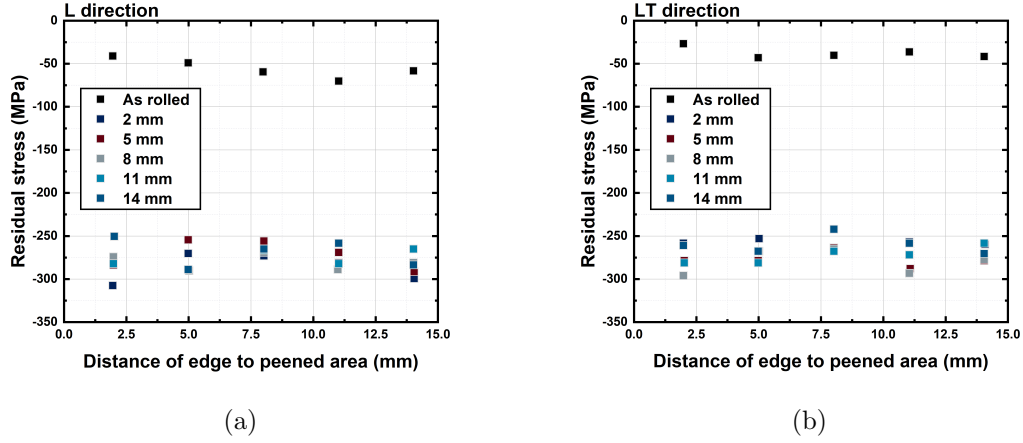 L direction
0
-50
-100
-150
-200
-250
-300
-350
Residual stress (MPa)
As rolled
2 mm
5 mm
8 mm
11 mm
14 mm
0.0 2.5 5.0 7.5 10.0 12.5 15.0
Distance of edge to peened area (mm)
(a)
LT direction
0
-50
-100
-150
-200
-250
-300
-350
Residual stress (MPa)
As rolled
2 mm
5 mm
8 mm
11 mm
14 mm
0.0 2.5 5.0 7.5 10.0 12.5 15.0
Distance of edge to peened area (mm)
(b)